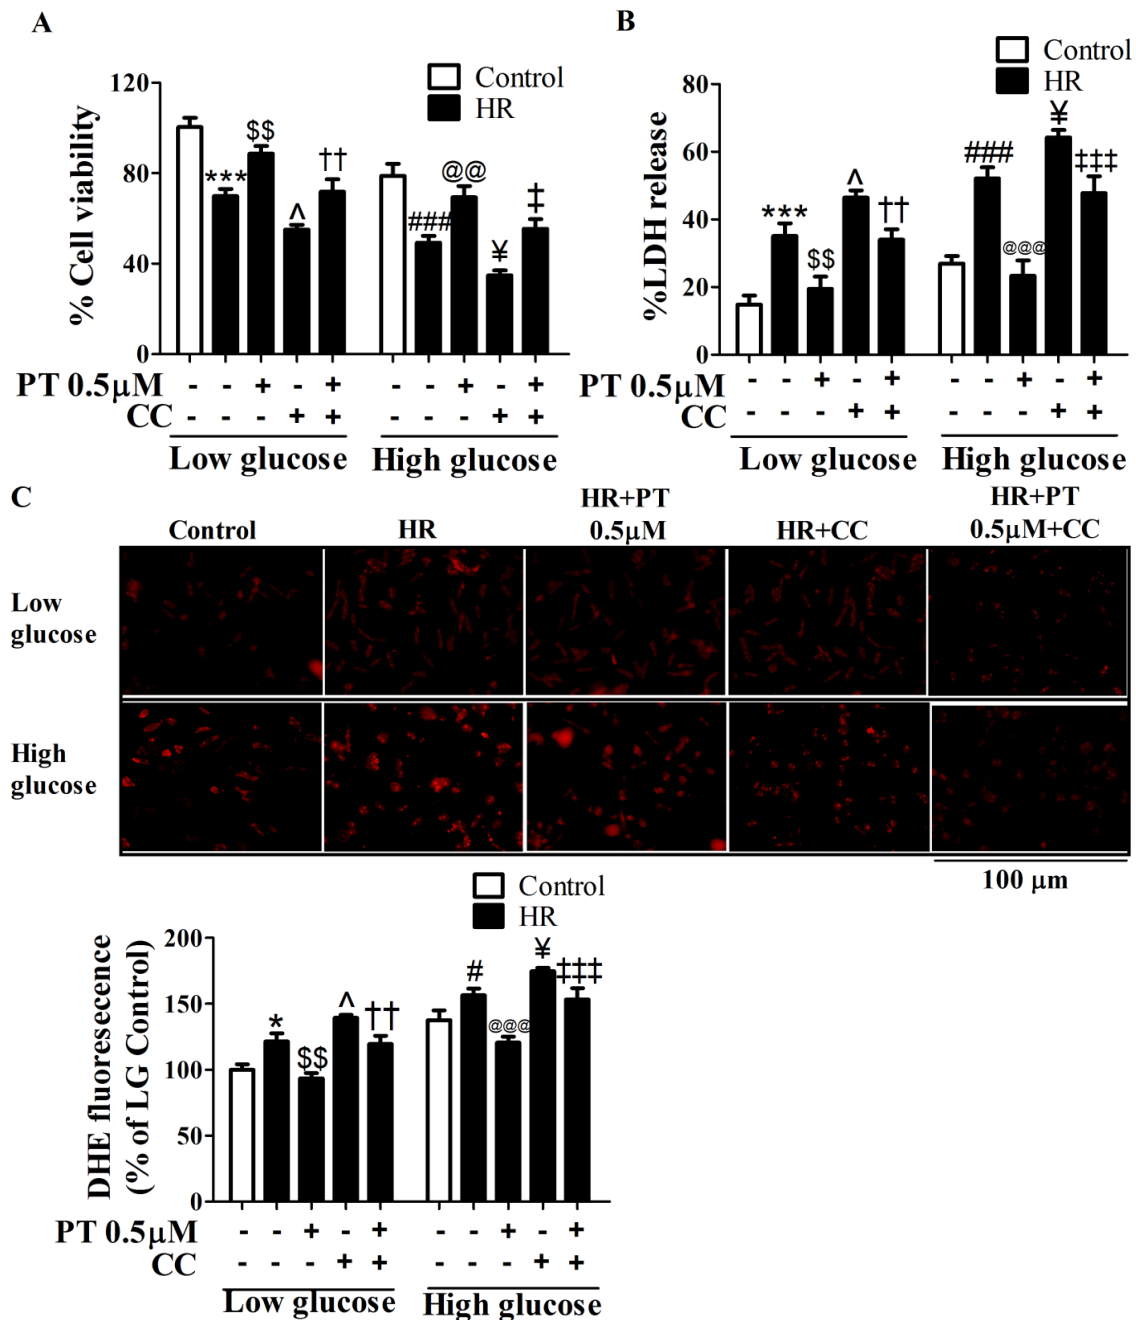 A
Control
HR
% Cell viability
120
80
40
0
***
$$
^
††
###
@@
¥
‡
PT 0.5μM - - + - + - - + - +
CC - - - + + - - - + +
Low glucose High glucose
B
Control
HR
%LDH release
80
60
40
20
0
***
$$
^
††
###
@@@
¥
‡‡‡
PT 0.5μM - - + - + - - + - +
CC - - - + + - - - + +
Low glucose High glucose
C
Control HR HR+PT 0.5μM HR+CC HR+PT 0.5μM+CC
Low
glucose
High
glucose
100 μm
Control
HR
DHE fluoresecence
(% of LG Control)
200
150
100
50
0
*
$$
^
††
#
@@@
¥
‡‡‡
PT 0.5μM - - + - + - - + - +
CC - - - + + - - - + +
Low glucose High glucose